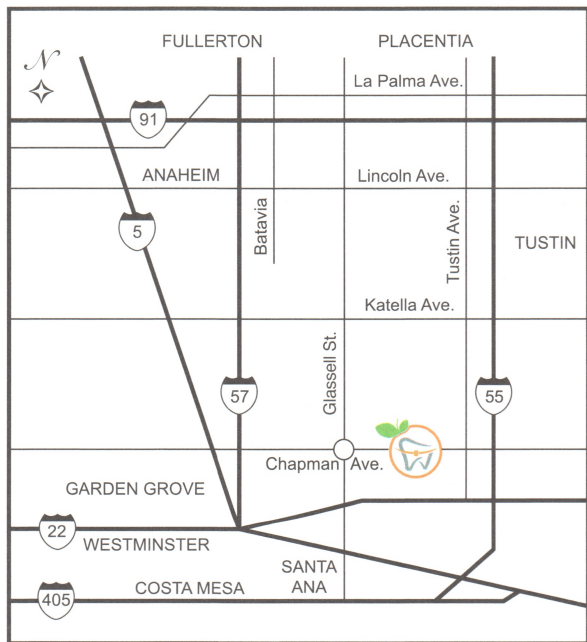 FULLERTON
PLACENTIA
N
La Palma Ave.
91
ANAHEIM
Lincoln Ave.
5
Batavia
Tustin Ave.
TUSTIN
Katella Ave.
Glassell St.
57
55
Chapman Ave.
GARDEN GROVE
22
WESTMINSTER
SANTA
ANA
COSTA MESA
405